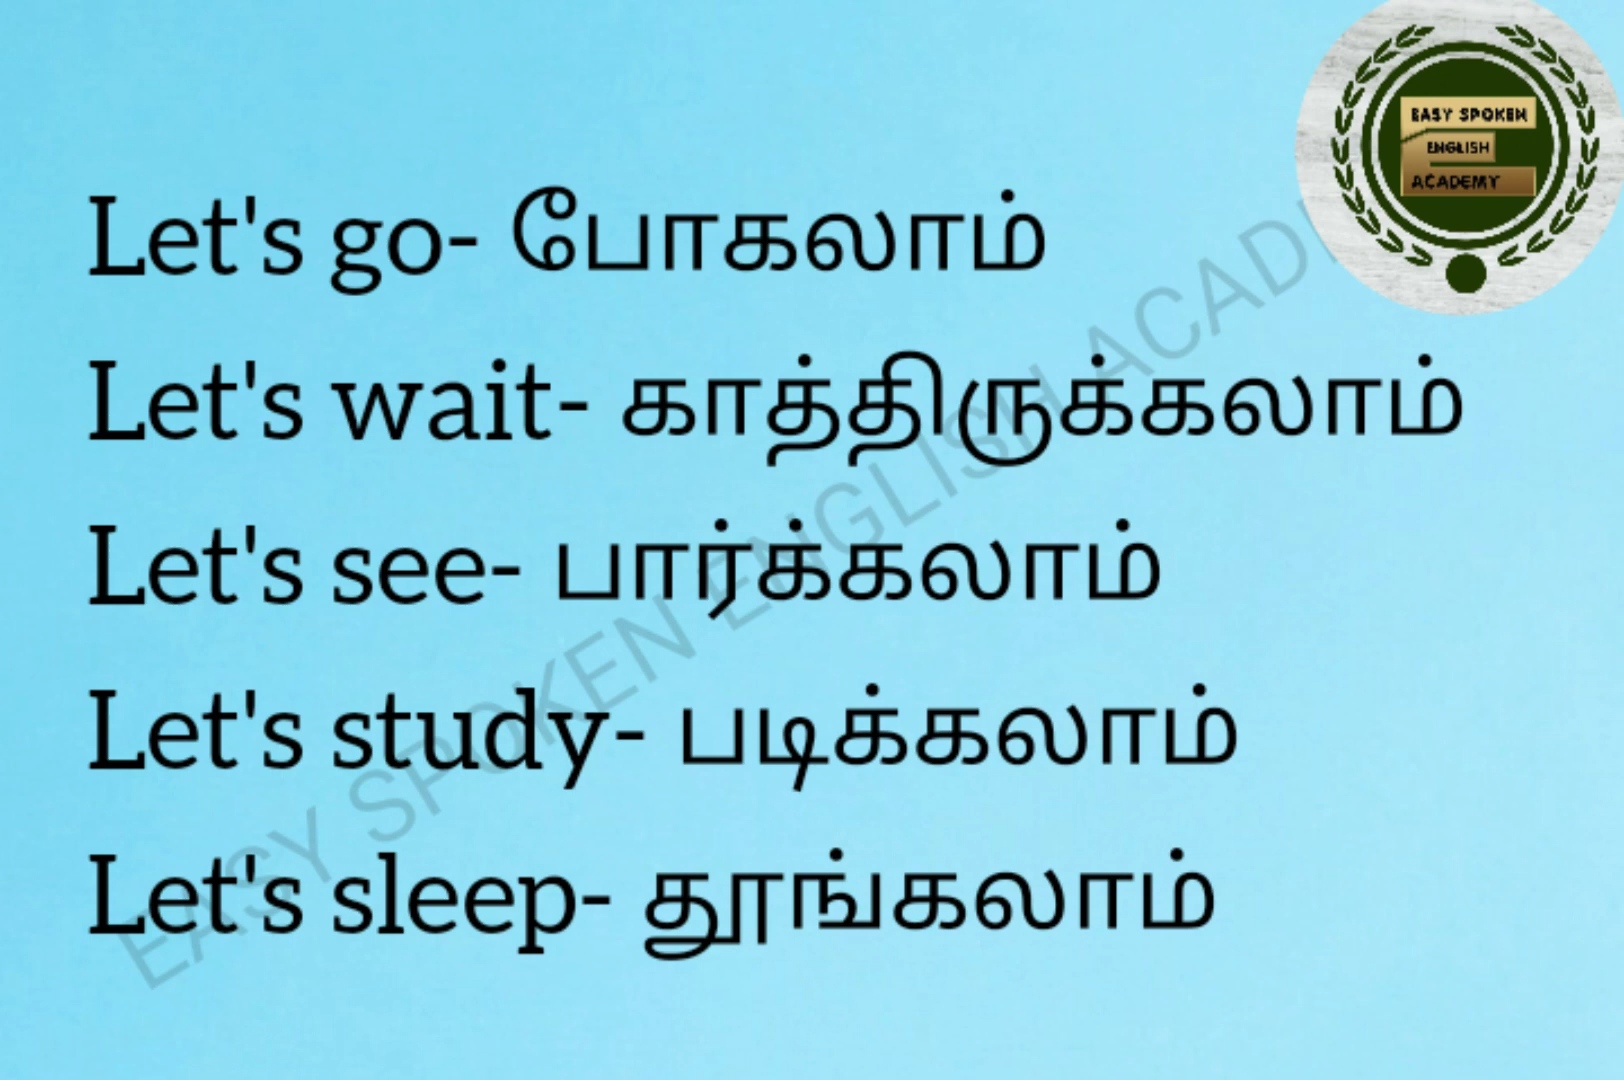 EASY SPOKEN
ENGLISH
ACADEMY
Let's go- போகலாம்
Let's wait- காத்திருக்கலாம்
Let's see- பார்க்கலாம்
Let's study- படிக்கலாம்
Let's sleep- தூங்கலாம்
EASY SPOKEN ENGLISH ACAD